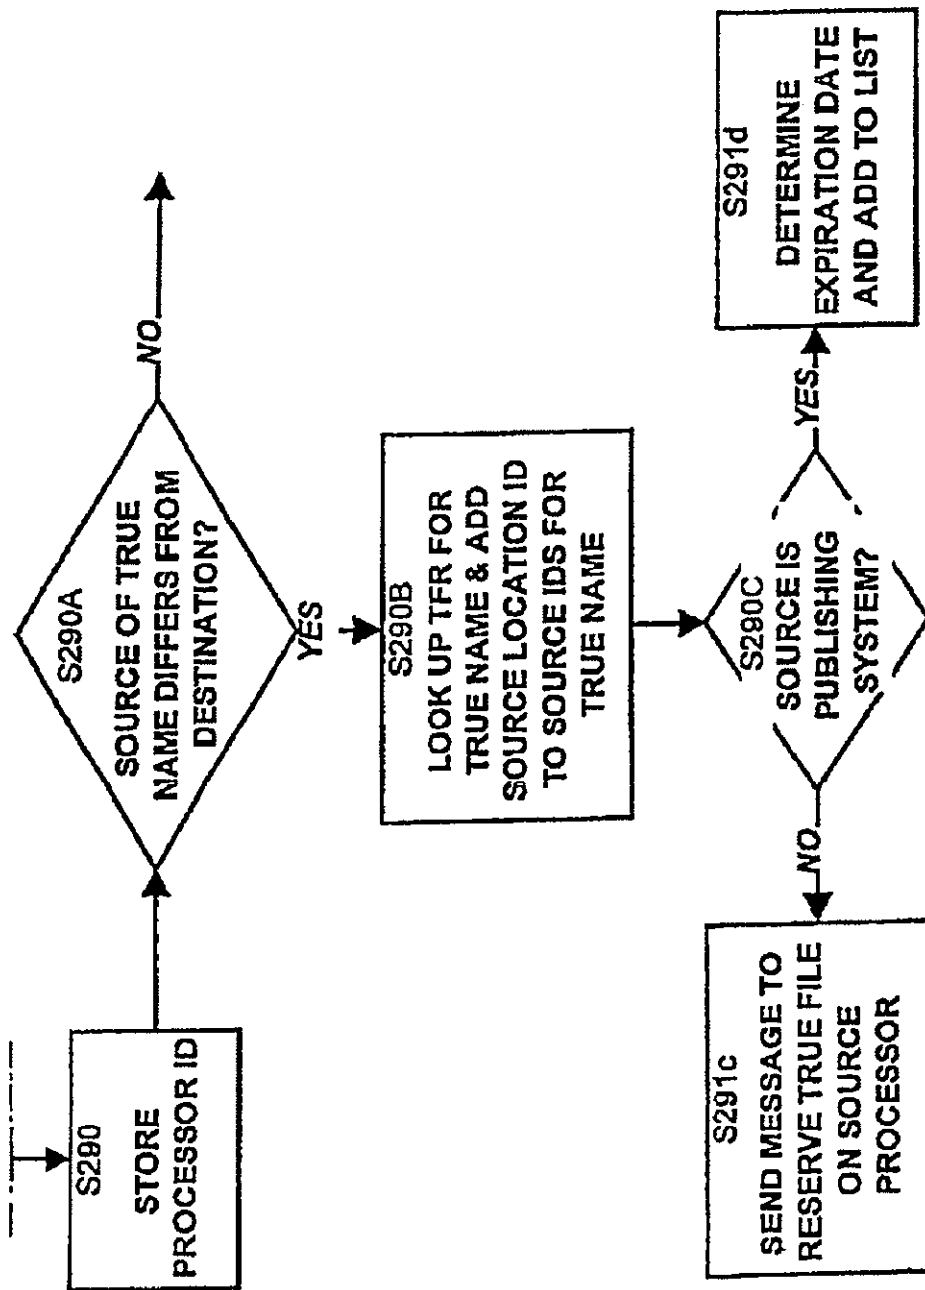 S290
STORE
PROCESSOR ID
S290A
SOURCE OF TRUE
NAME DIFFERS FROM
DESTINATION?
NO
YES
S290B
LOOK UP TFR FOR
TRUE NAME & ADD
SOURCE LOCATION ID
TO SOURCE IDS FOR
TRUE NAME
S290C
SOURCE IS
PUBLISHING
SYSTEM?
NO
YES
S291c
SEND MESSAGE TO
RESERVE TRUE FILE
ON SOURCE
PROCESSOR
S291d
DETERMINE
EXPIRATION DATE
AND ADD TO LIST